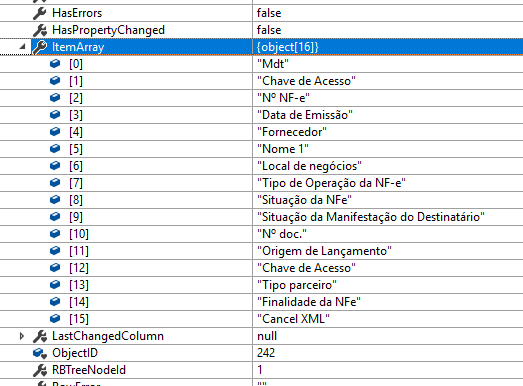 HasErrors false
HasPropertyChanged false
ItemArray {object[16]}
[0] "Mdt"
[1] "Chave de Acesso"
[2] "Nº NF-e"
[3] "Data de Emissão"
[4] "Fornecedor"
[5] "Nome 1"
[6] "Local de negócios"
[7] "Tipo de Operação da NF-e"
[8] "Situação da NFe"
[9] "Situação da Manifestação do Destinatário"
[10] "Nº doc."
[11] "Origem de Lançamento"
[12] "Chave de Acesso"
[13] "Tipo parceiro"
[14] "Finalidade da NFe"
[15] "Cancel XML"
LastChangedColumn null
ObjectID 242
RBTreeNodeId 1
RowError ""